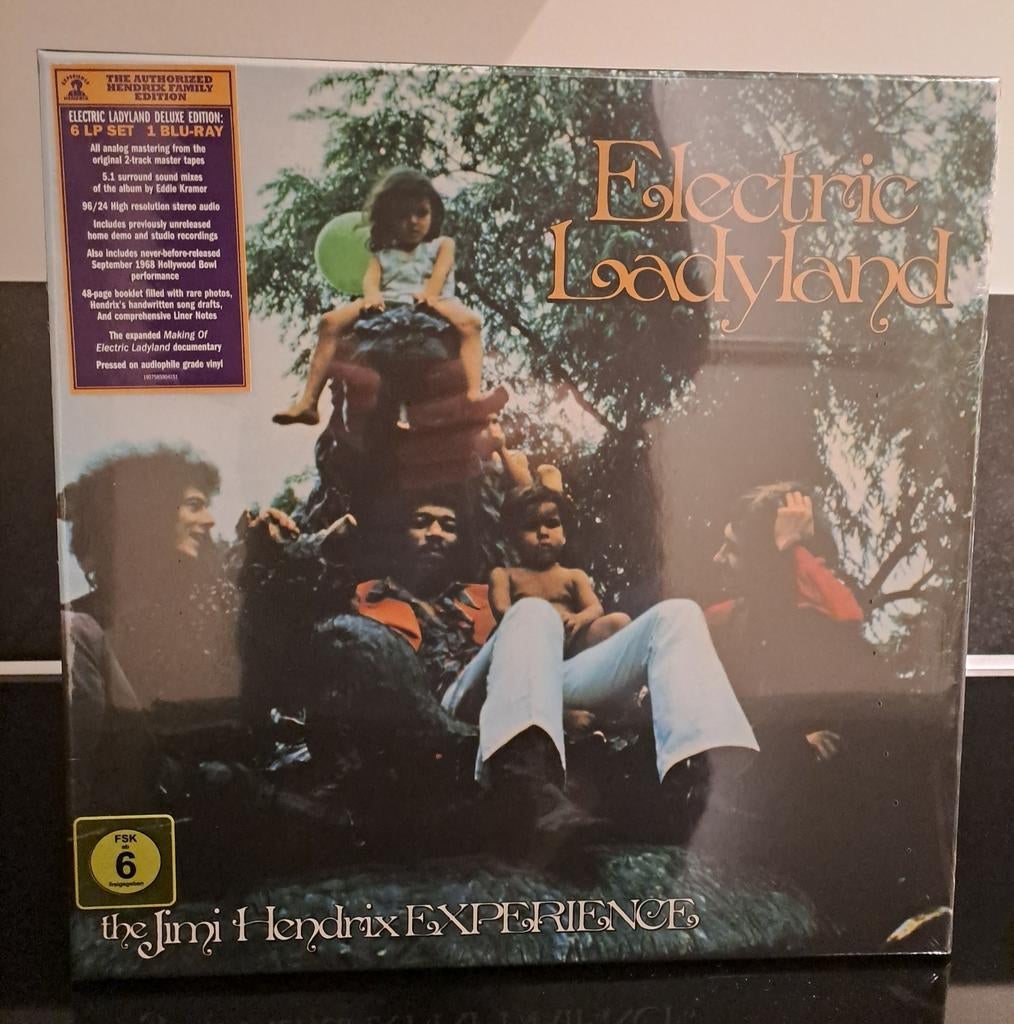 EXPERIENCE
HENDRIX
THE AUTHORIZED
HENDRIX FAMILY
EDITION
ELECTRIC LADYLAND DELUXE EDITION:
6 LP SET 1 BLU-RAY
All analog mastering from the
original 2-track master tapes
5.1 surround sound mixes
of the album by Eddie Kramer
96/24 High resolution stereo audio
Includes previously unreleased
home demo and studio recordings
Also includes never-before-released
September 1968 Hollywood Bowl
performance
48-page booklet filled with rare photos,
Hendrix's handwritten song drafts,
And comprehensive Liner Notes
The expanded Making Of
Electric Ladyland documentary
Pressed on audiophile grade vinyl
Electric
Ladyland
FSK
ab
6
freigegeben
the Jimi Hendrix EXPERIENCE